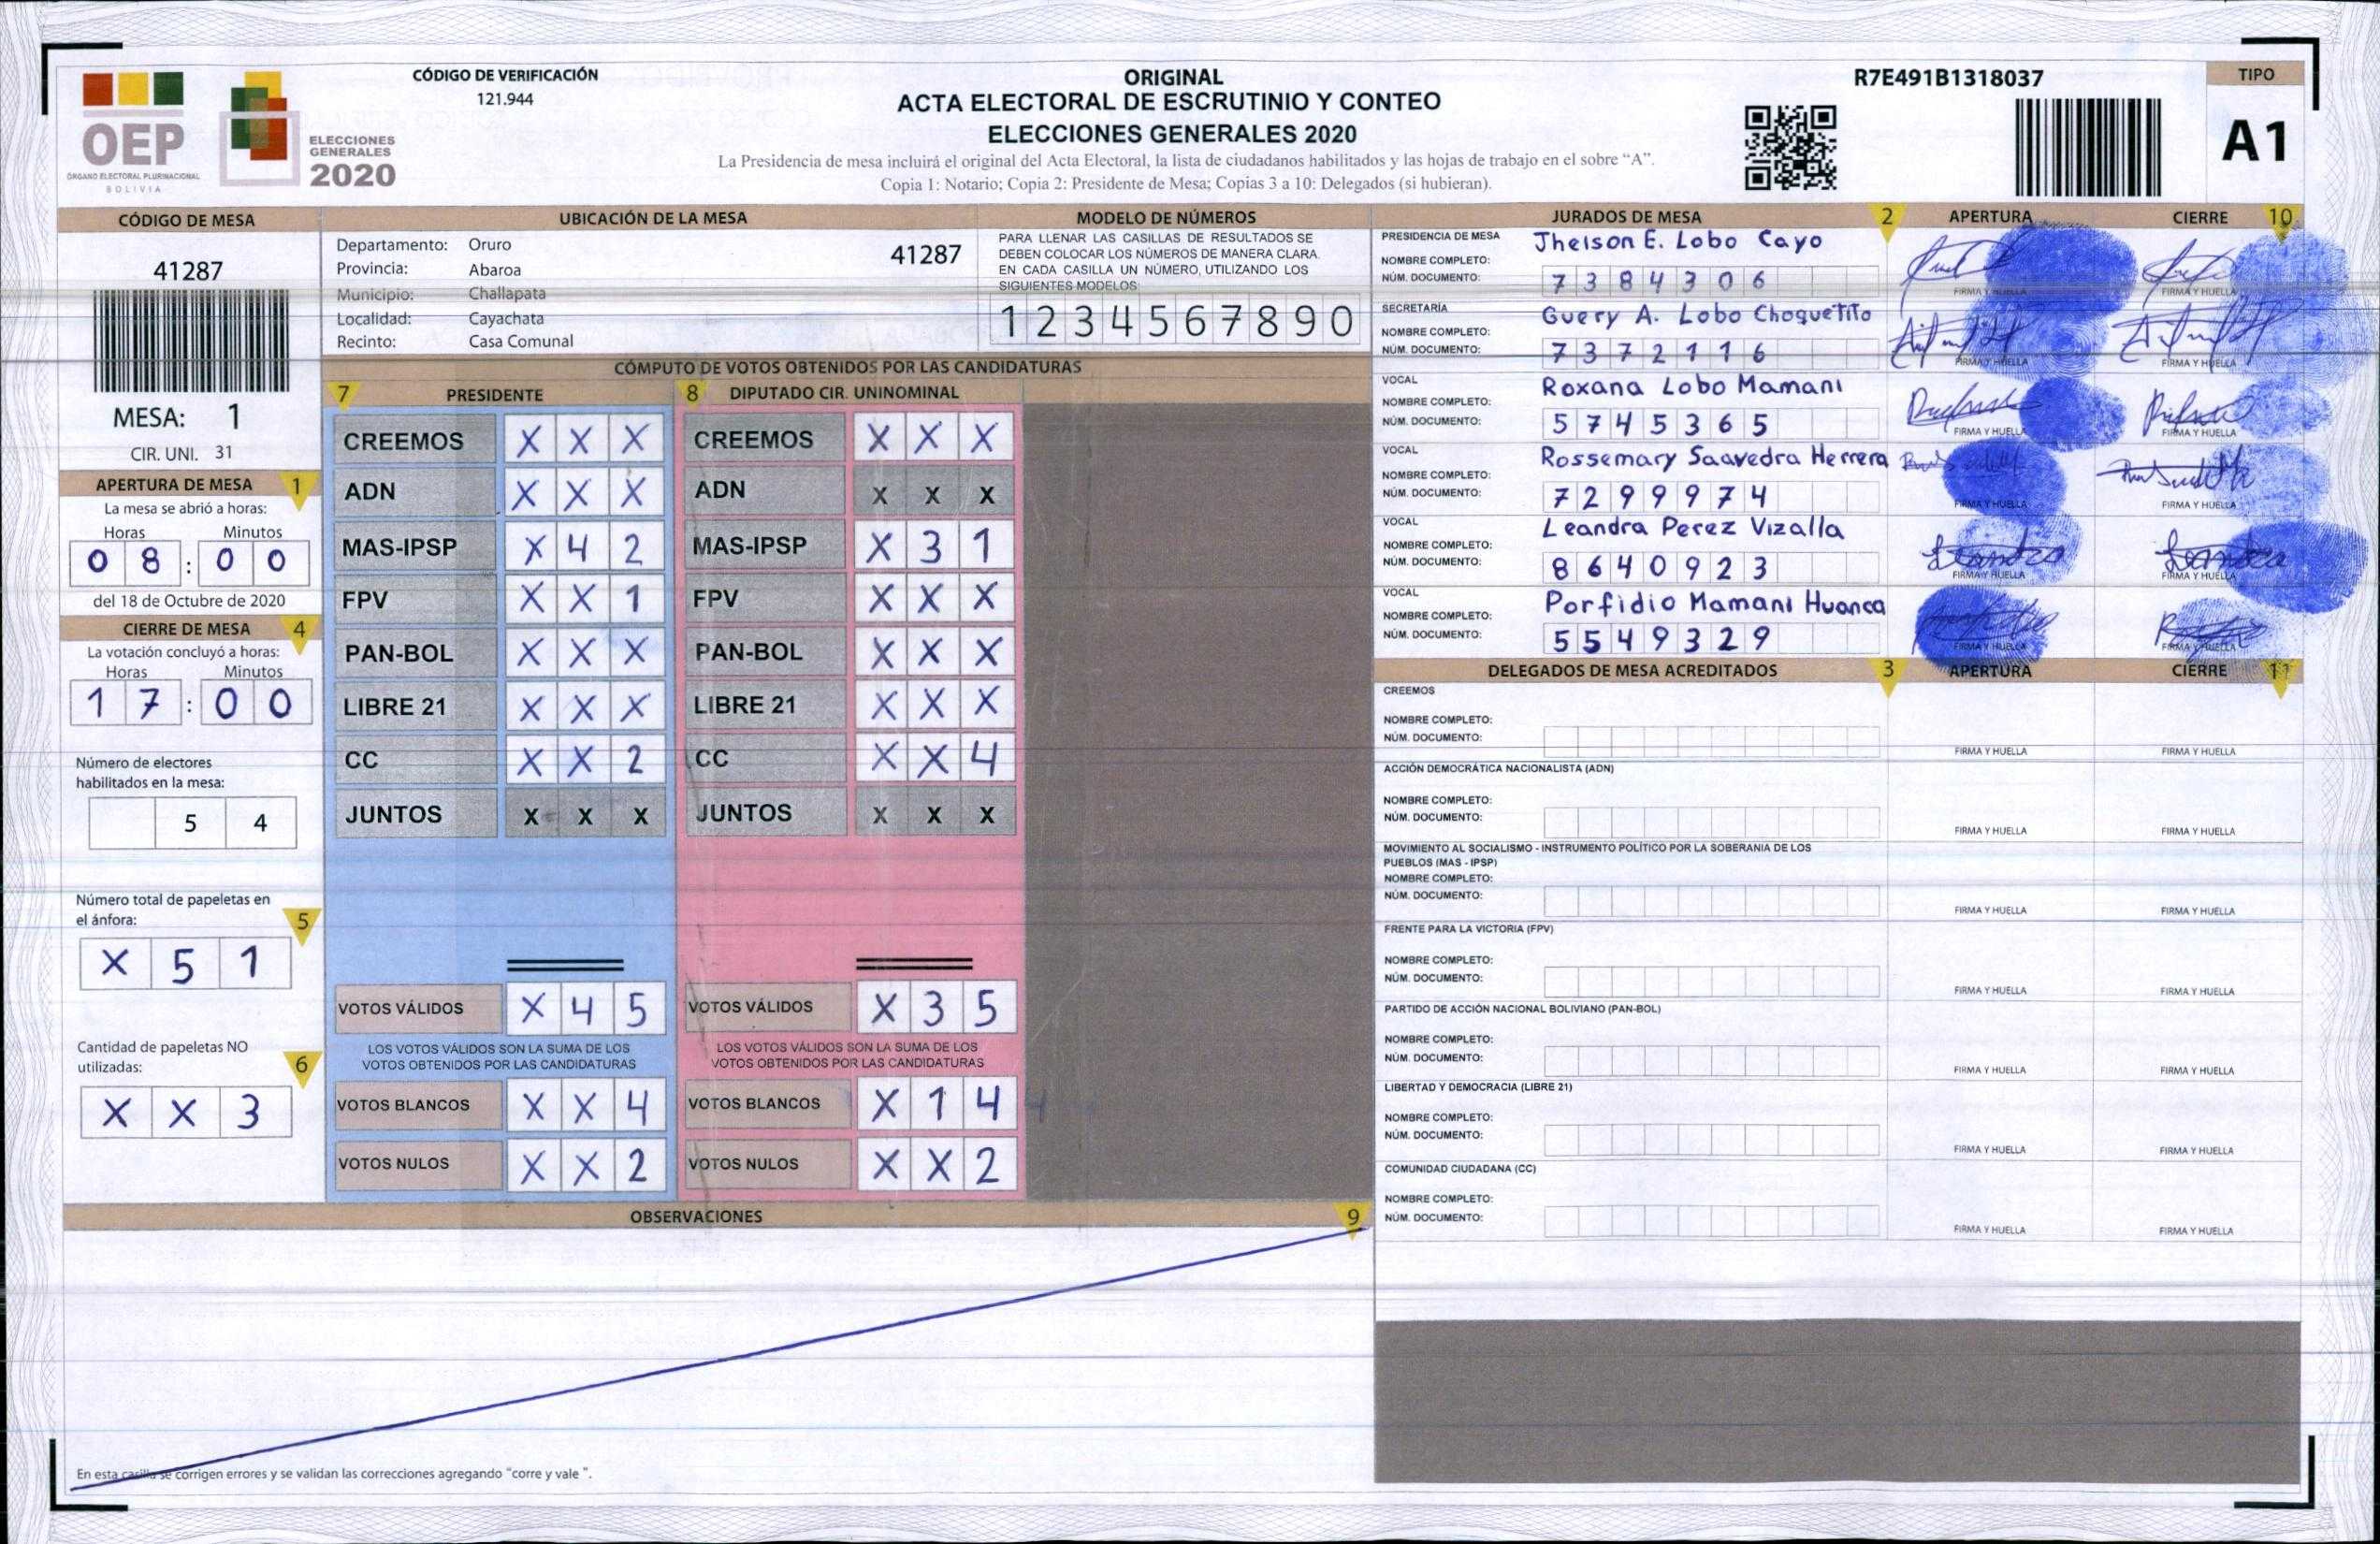 OEP
ÓRGANO ELECTORAL PLURINACIONAL
BOLIVIA
ELECCIONES
GENERALES
2020
CÓDIGO DE VERIFICACIÓN
121.944
ORIGINAL
ACTA ELECTORAL DE ESCRUTINIO Y CONTEO
ELECCIONES GENERALES 2020
La Presidencia de mesa incluirá el original del Acta Electoral, la lista de ciudadanos habilitados y las hojas de trabajo en el sobre “A”.
Copia 1: Notario; Copia 2: Presidente de Mesa; Copias 3 a 10: Delegados (si hubieran).
R7E491B1318037
TIPO
A1
CÓDIGO DE MESA
41287
MESA: 1
CIR. UNI. 31
APERTURA DE MESA 1
La mesa se abrió a horas:
Horas Minutos
0 8 : 0 0
del 18 de Octubre de 2020
CIERRE DE MESA 4
La votación concluyó a horas:
Horas Minutos
1 7 : 0 0
Número de electores
habilitados en la mesa:
5 4
Número total de papeletas en
el ánfora: 5
X 5 1
Cantidad de papeletas NO
utilizadas: 6
X X 3
UBICACIÓN DE LA MESA
Departamento: Oruro 41287
Provincia: Abaroa
Municipio: Challapata
Localidad: Cayachata
Recinto: Casa Comunal
MODELO DE NÚMEROS
PARA LLENAR LAS CASILLAS DE RESULTADOS SE
DEBEN COLOCAR LOS NÚMEROS DE MANERA CLARA.
EN CADA CASILLA UN NÚMERO, UTILIZANDO LOS
SIGUIENTES MODELOS:
1 2 3 4 5 6 7 8 9 0
CÓMPUTO DE VOTOS OBTENIDOS POR LAS CANDIDATURAS
7 PRESIDENTE
CREEMOS X X X
ADN X X X
MAS-IPSP X 4 2
FPV X X 1
PAN-BOL X X X
LIBRE 21 X X X
CC X X 2
JUNTOS X X X
VOTOS VÁLIDOS X 4 5
LOS VOTOS VÁLIDOS SON LA SUMA DE LOS
VOTOS OBTENIDOS POR LAS CANDIDATURAS
VOTOS BLANCOS X X 4
VOTOS NULOS X X 2
8 DIPUTADO CIR. UNINOMINAL
CREEMOS X X X
ADN X X X
MAS-IPSP X 3 1
FPV X X X
PAN-BOL X X X
LIBRE 21 X X X
CC X X 4
JUNTOS X X X
VOTOS VÁLIDOS X 3 5
LOS VOTOS VÁLIDOS SON LA SUMA DE LOS
VOTOS OBTENIDOS POR LAS CANDIDATURAS
VOTOS BLANCOS X 1 4
VOTOS NULOS X X 2
OBSERVACIONES 9
En esta casilla se corrigen errores y se validan las correcciones agregando “corre y vale ”.
JURADOS DE MESA 2 APERTURA CIERRE 10
PRESIDENCIA DE MESA Jhelson E. Lobo Cayo
NOMBRE COMPLETO:
NÚM. DOCUMENTO: 7 3 8 4 3 0 6
FIRMA Y HUELLA FIRMA Y HUELLA
SECRETARÍA Guery A. Lobo Choquetito
NOMBRE COMPLETO:
NÚM. DOCUMENTO: 7 3 7 2 1 1 6
FIRMA Y HUELLA FIRMA Y HUELLA
VOCAL Roxana Lobo Mamani
NOMBRE COMPLETO:
NÚM. DOCUMENTO: 5 7 4 5 3 6 5
FIRMA Y HUELLA FIRMA Y HUELLA
VOCAL Rossemary Saavedra Herrera
NOMBRE COMPLETO:
NÚM. DOCUMENTO: 7 2 9 9 9 7 4
FIRMA Y HUELLA FIRMA Y HUELLA
VOCAL Leandra Perez Vizalla
NOMBRE COMPLETO:
NÚM. DOCUMENTO: 8 6 4 0 9 2 3
FIRMA Y HUELLA FIRMA Y HUELLA
VOCAL Porfidio Mamani Huanca
NOMBRE COMPLETO:
NÚM. DOCUMENTO: 5 5 4 9 3 2 9
FIRMA Y HUELLA FIRMA Y HUELLA
DELEGADOS DE MESA ACREDITADOS 3 APERTURA CIERRE 11
CREEMOS
NOMBRE COMPLETO:
NÚM. DOCUMENTO:
FIRMA Y HUELLA FIRMA Y HUELLA
ACCIÓN DEMOCRÁTICA NACIONALISTA (ADN)
NOMBRE COMPLETO:
NÚM. DOCUMENTO:
FIRMA Y HUELLA FIRMA Y HUELLA
MOVIMIENTO AL SOCIALISMO - INSTRUMENTO POLÍTICO POR LA SOBERANIA DE LOS
PUEBLOS (MAS - IPSP)
NOMBRE COMPLETO:
NÚM. DOCUMENTO:
FIRMA Y HUELLA FIRMA Y HUELLA
FRENTE PARA LA VICTORIA (FPV)
NOMBRE COMPLETO:
NÚM. DOCUMENTO:
FIRMA Y HUELLA FIRMA Y HUELLA
PARTIDO DE ACCIÓN NACIONAL BOLIVIANO (PAN-BOL)
NOMBRE COMPLETO:
NÚM. DOCUMENTO:
FIRMA Y HUELLA FIRMA Y HUELLA
LIBERTAD Y DEMOCRACIA (LIBRE 21)
NOMBRE COMPLETO:
NÚM. DOCUMENTO:
FIRMA Y HUELLA FIRMA Y HUELLA
COMUNIDAD CIUDADANA (CC)
NOMBRE COMPLETO:
NÚM. DOCUMENTO:
FIRMA Y HUELLA FIRMA Y HUELLA